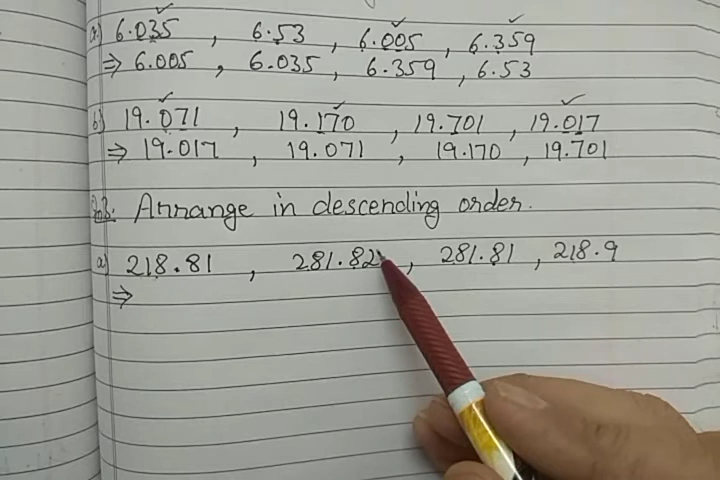 a) 6.035 , 6.53 , 6.005 , 6.359
⇒ 6.005 , 6.035 , 6.359 , 6.53
b) 19.071 , 19.170 , 19.701 , 19.017
⇒ 19.017 , 19.071 , 19.170 , 19.701
Arrange in descending order.
a) 218.81 , 281.82 , 281.81 , 218.9
⇒